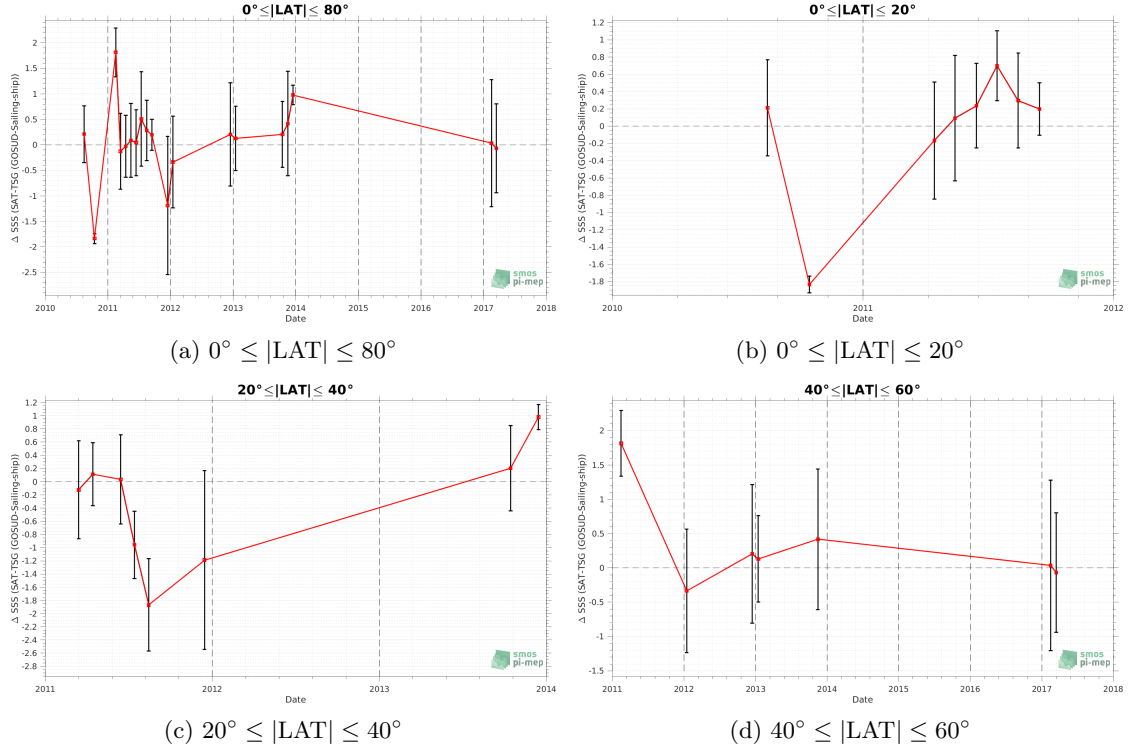 0°≤|LAT|≤ 80°
Δ SSS (SAT-TSG (GOSUD-Sailing-ship))
2
1.5
1
0.5
0
-0.5
-1
-1.5
-2
-2.5
2010 2011 2012 2013 2014 2015 2016 2017 2018
Date
smos
pi-mep
(a) 0° ≤ |LAT| ≤ 80°
0°≤|LAT|≤ 20°
Δ SSS (SAT-TSG (GOSUD-Sailing-ship))
1.2
1
0.8
0.6
0.4
0.2
0
-0.2
-0.4
-0.6
-0.8
-1
-1.2
-1.4
-1.6
-1.8
2010 2011 2012
Date
smos
pi-mep
(b) 0° ≤ |LAT| ≤ 20°
20°≤|LAT|≤ 40°
Δ SSS (SAT-TSG (GOSUD-Sailing-ship))
1.2
1
0.8
0.6
0.4
0.2
0
-0.2
-0.4
-0.6
-0.8
-1
-1.2
-1.4
-1.6
-1.8
-2
-2.2
-2.4
-2.6
-2.8
2011 2012 2013 2014
Date
smos
pi-mep
(c) 20° ≤ |LAT| ≤ 40°
40°≤|LAT|≤ 60°
Δ SSS (SAT-TSG (GOSUD-Sailing-ship))
2
1.5
1
0.5
0
-0.5
-1
-1.5
2011 2012 2013 2014 2015 2016 2017 2018
Date
smos
pi-mep
(d) 40° ≤ |LAT| ≤ 60°